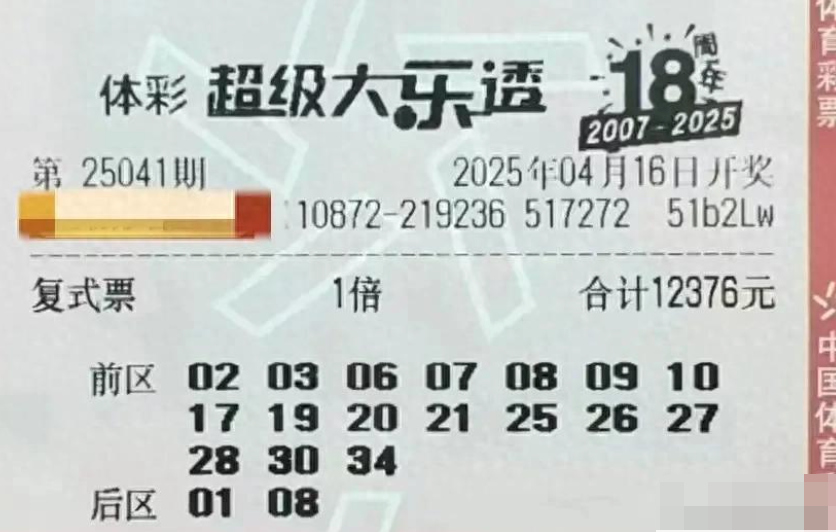 体彩 超级大乐透 18周年
2007-2025
第 25041期 2025年04月16日开奖
110872-219236 517272 51b2Lw
复式票 1倍 合计12376元
前区 02 03 06 07 08 09 10
17 19 20 21 25 26 27
28 30 34
后区 01 08
体育彩票
中国体育